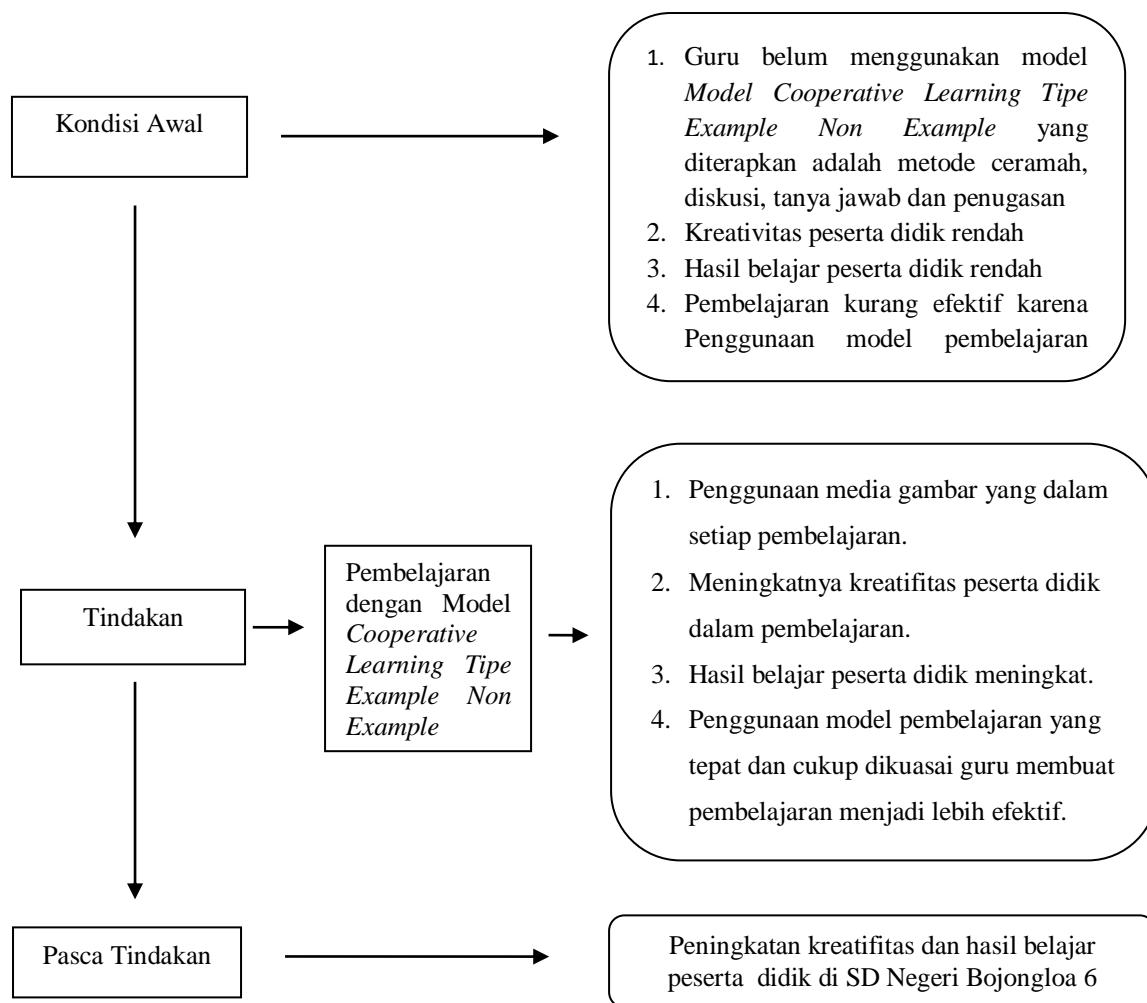 Kondisi Awal
1. Guru belum menggunakan model
Model Cooperative Learning Tipe
Example Non Example yang
diterapkan adalah metode ceramah,
diskusi, tanya jawab dan penugasan
2. Kreativitas peserta didik rendah
3. Hasil belajar peserta didik rendah
4. Pembelajaran kurang efektif karena
Penggunaan model pembelajaran
Tindakan
Pembelajaran
dengan Model
Cooperative
Learning Tipe
Example Non
Example
1. Penggunaan media gambar yang dalam
setiap pembelajaran.
2. Meningkatnya kreatifitas peserta didik
dalam pembelajaran.
3. Hasil belajar peserta didik meningkat.
4. Penggunaan model pembelajaran yang
tepat dan cukup dikuasai guru membuat
pembelajaran menjadi lebih efektif.
Pasca Tindakan
Peningkatan kreatifitas dan hasil belajar
peserta didik di SD Negeri Bojongloa 6